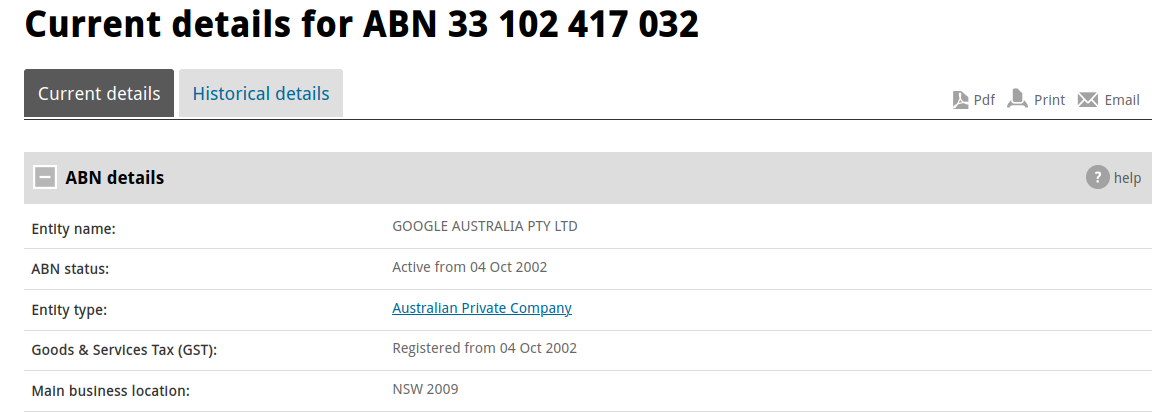 Current details for ABN 33 102 417 032
Current details Historical details Pdf Print Email
ABN details ? help
Entity name: GOOGLE AUSTRALIA PTY LTD
ABN status: Active from 04 Oct 2002
Entity type: Australian Private Company
Goods & Services Tax (GST): Registered from 04 Oct 2002
Main business location: NSW 2009